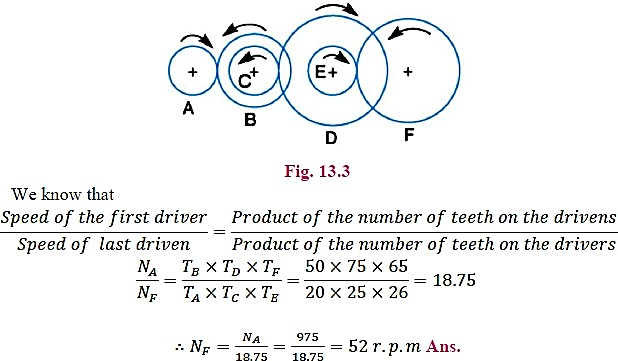 A
C
B
E
D
F
Fig. 13.3
We know that
Speed of the first driver / Speed of last driven = Product of the number of teeth on the drivens / Product of the number of teeth on the drivers
N_A / N_F = T_B × T_D × T_F / T_A × T_C × T_E = 50 × 75 × 65 / 20 × 25 × 26 = 18.75
∴ N_F = N_A / 18.75 = 975 / 18.75 = 52 r.p.m Ans.